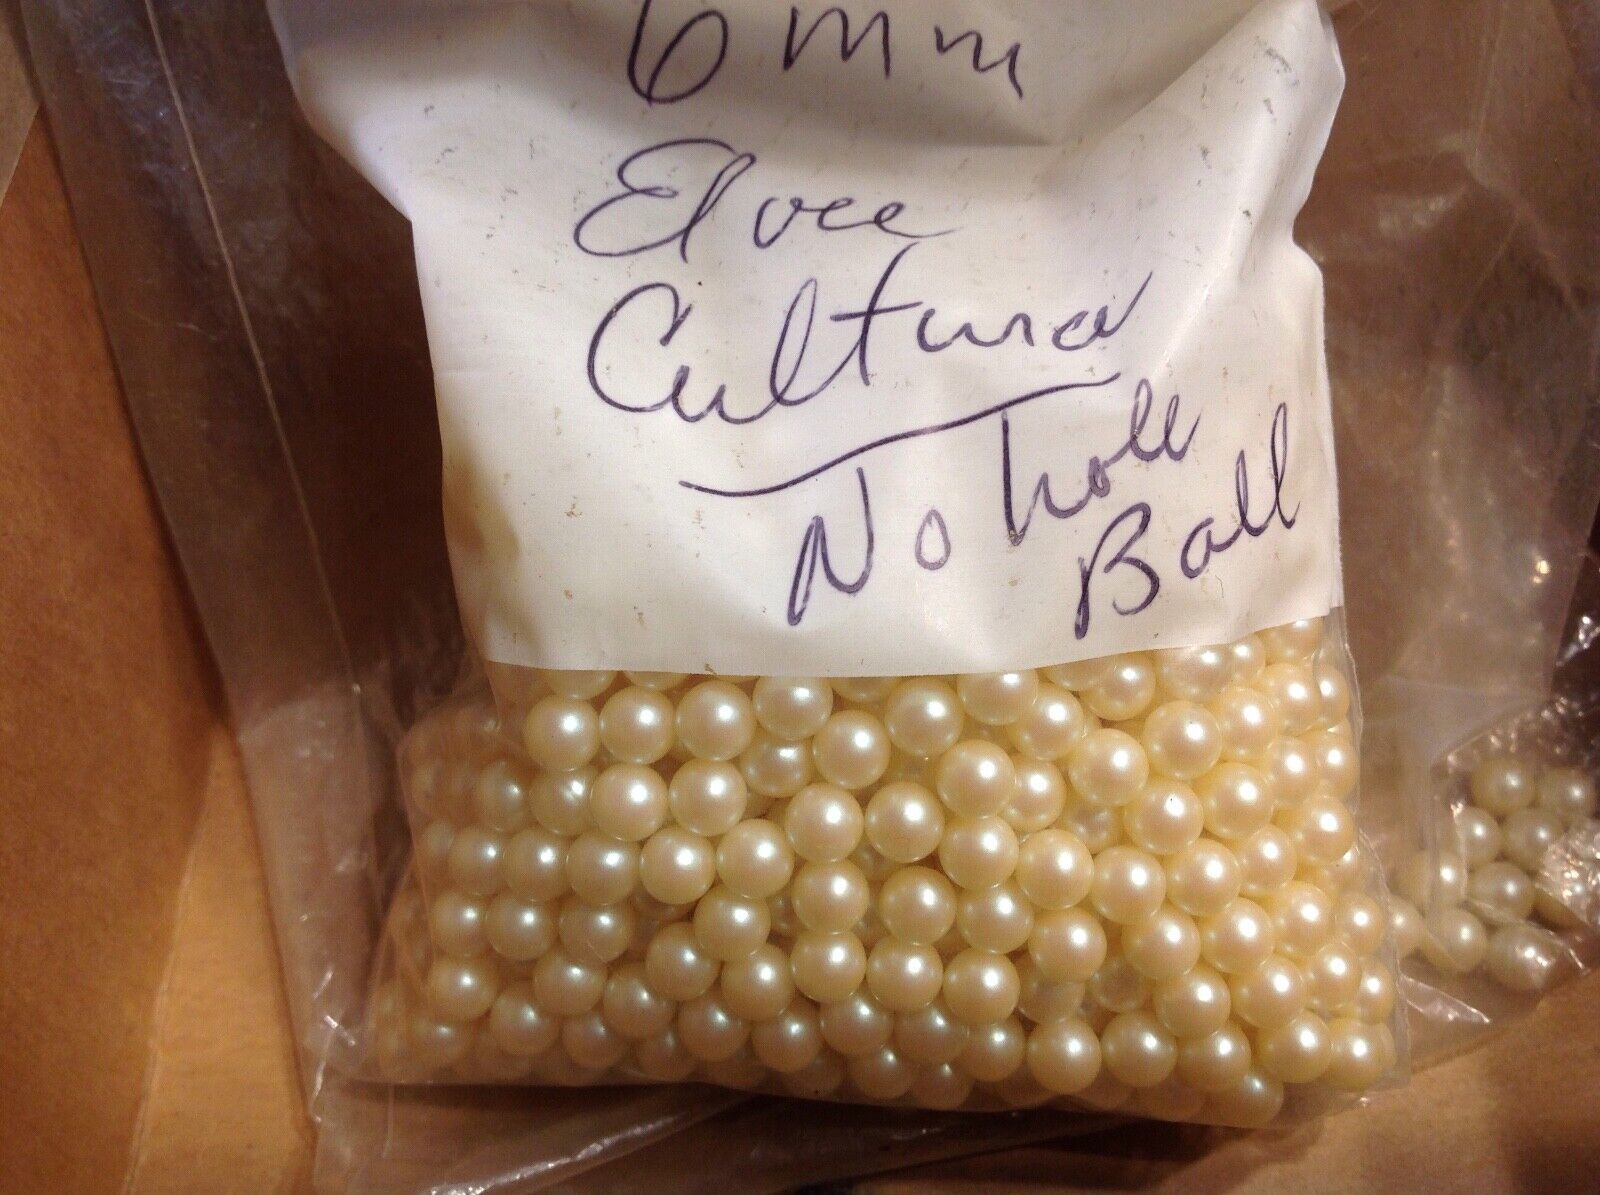 6mm
Elvee
Cultura
No hole
Ball